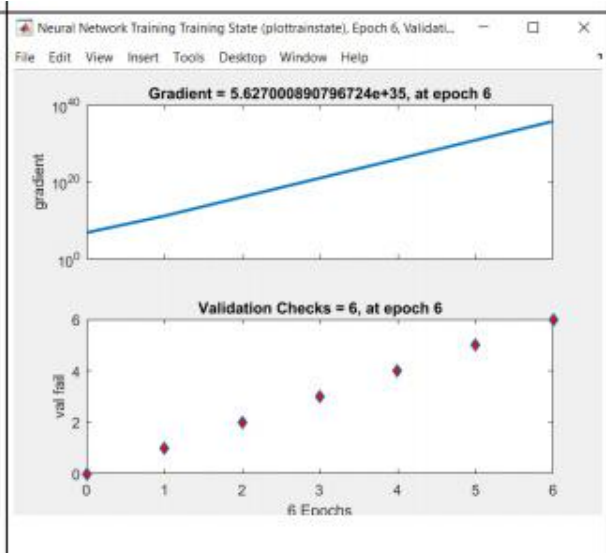 Neural Network Training Training State (plottrainstate), Epoch 6, Validati...
File Edit View Insert Tools Desktop Window Help
Gradient = 5.627000890796724e+35, at epoch 6
10^40
10^20
10^0
gradient
Validation Checks = 6, at epoch 6
6
4
2
0
val fail
0 1 2 3 4 5 6
6 Epochs